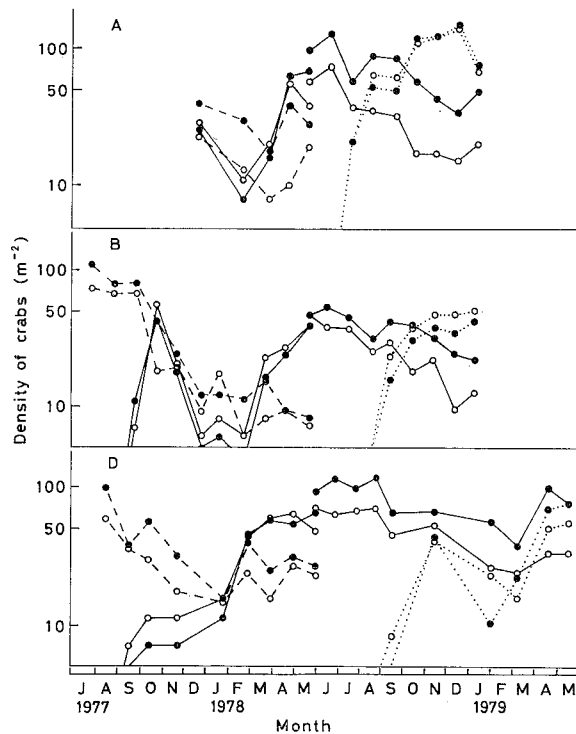 A
100
50
10
B
100
50
10
D
100
50
10
Density of crabs (m⁻²)
J A S O N D J F M A M J J A S O N D J F M A M
1977 1978 1979
Month